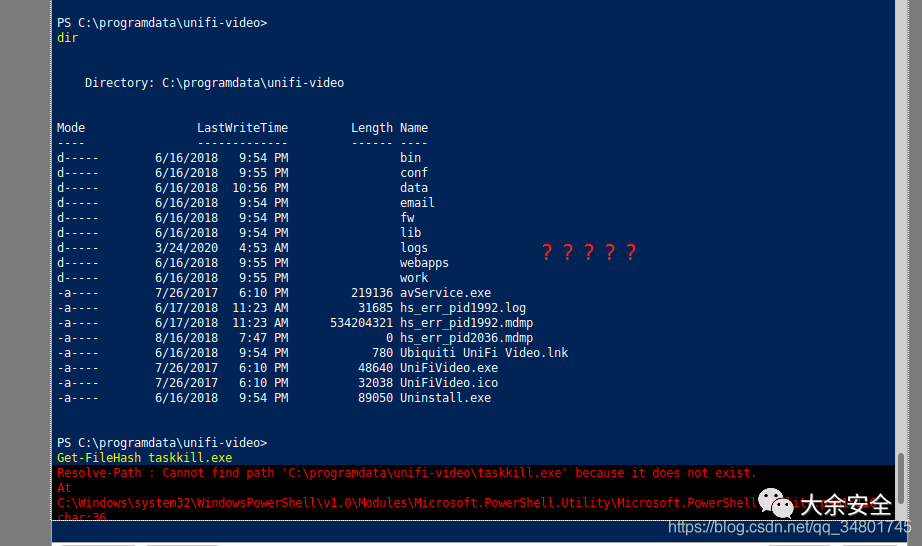 PS C:\programdata\unifi-video>
dir
Directory: C:\programdata\unifi-video
Mode LastWriteTime Length Name
---- ------------- ------ ----
d----- 6/16/2018 9:54 PM bin
d----- 6/16/2018 9:55 PM conf
d----- 6/16/2018 10:56 PM data
d----- 6/16/2018 9:54 PM email
d----- 6/16/2018 9:54 PM fw
d----- 6/16/2018 9:54 PM lib
d----- 3/24/2020 4:53 AM logs
?????
d----- 6/16/2018 9:55 PM webapps
d----- 6/16/2018 9:55 PM work
-a---- 7/26/2017 6:10 PM 219136 avService.exe
-a---- 6/17/2018 11:23 AM 31685 hs_err_pid1992.log
-a---- 6/17/2018 11:23 AM 534204321 hs_err_pid1992.mdmp
-a---- 8/16/2018 7:47 PM 0 hs_err_pid2036.mdmp
-a---- 6/16/2018 9:54 PM 780 Ubiquiti UniFi Video.lnk
-a---- 7/26/2017 6:10 PM 48640 UniFiVideo.exe
-a---- 7/26/2017 6:10 PM 32038 UniFiVideo.ico
-a---- 6/16/2018 9:54 PM 89050 Uninstall.exe
PS C:\programdata\unifi-video>
Get-FileHash taskkill.exe
Resolve-Path : Cannot find path 'C:\programdata\unifi-video\taskkill.exe' because it does not exist.
At
C:\Windows\system32\WindowsPowerShell\v1.0\Modules\Microsoft.PowerShell.Utility\Microsoft.PowerShell.
char:36
大余安全
https://blog.csdn.net/qq_34801745